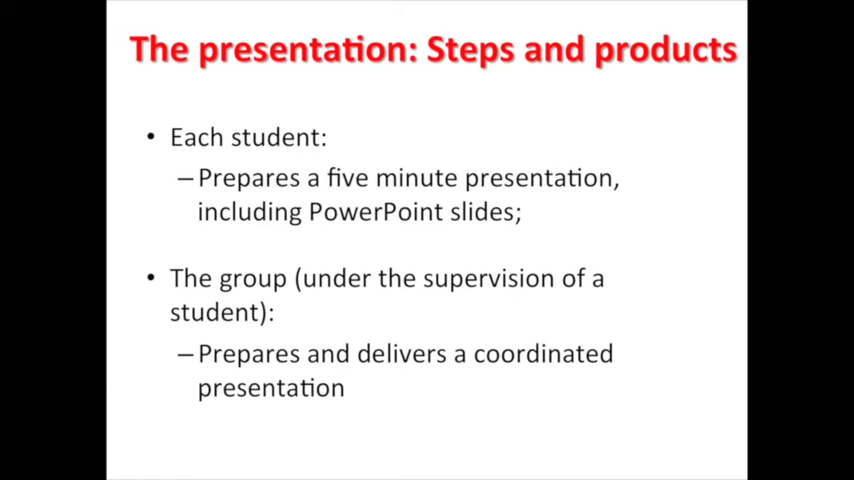 The presentation: Steps and products
• Each student:
–Prepares a five minute presentation,
including PowerPoint slides;
• The group (under the supervision of a
student):
–Prepares and delivers a coordinated
presentation